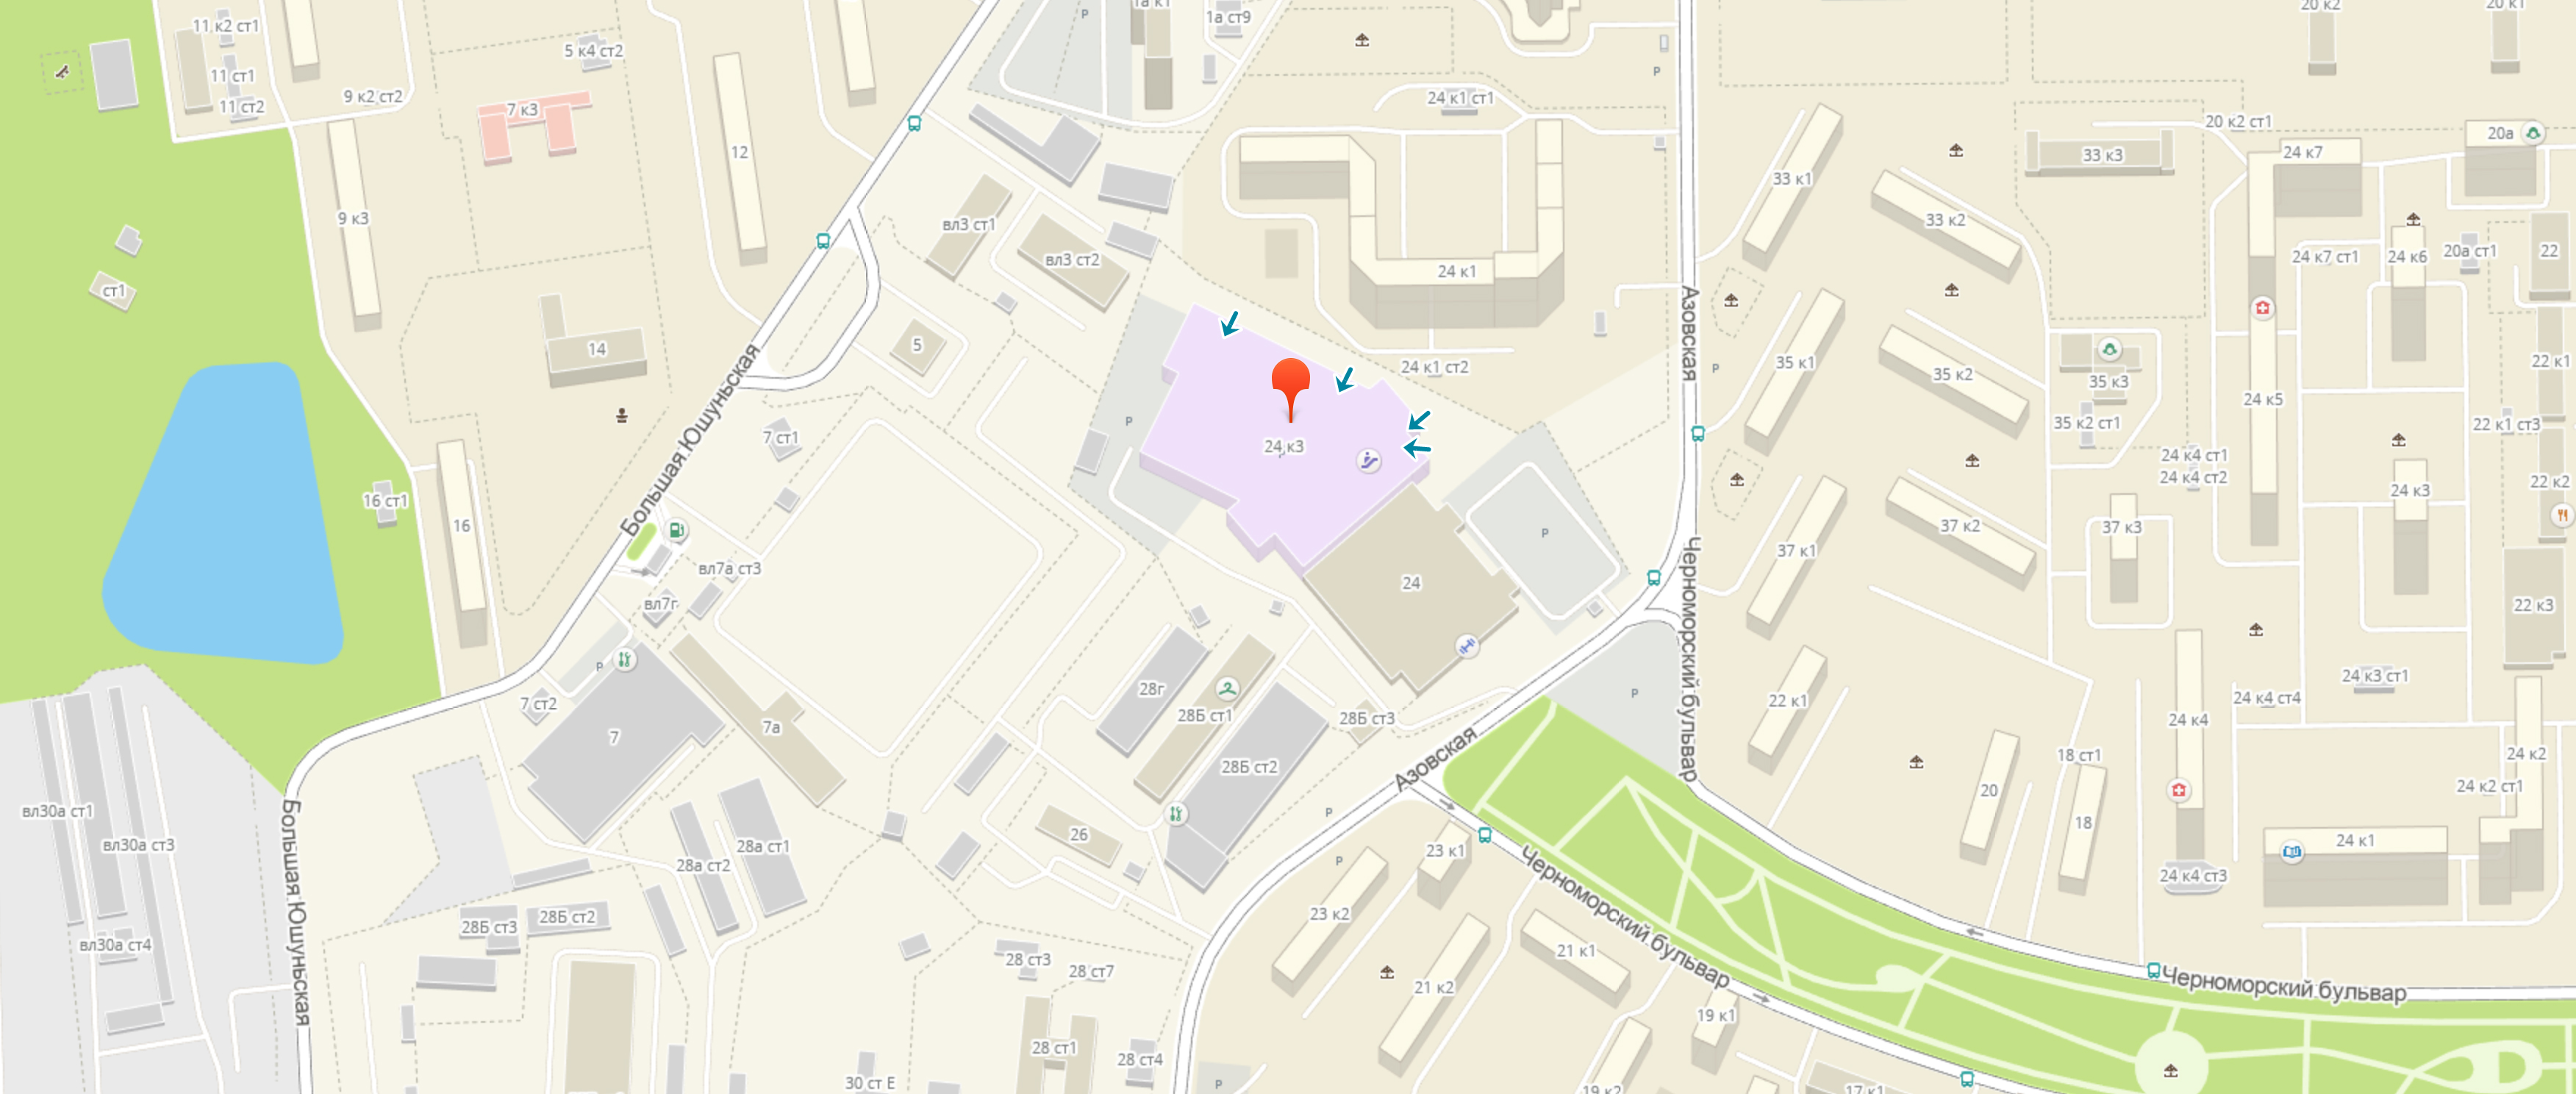 11 к2 ст1
11 ст1
11 ст2
9 к2 ст2
9 к3
7 к3
5 к4 ст2
12
1а к1
1а ст9
P
P
20 к2
20 к1
24 к1 ст1
24 к1
24 к1 ст2
33 к1
33 к2
33 к3
20 к2 ст1
24 к7
20а
24 к7 ст1
24 к6
20а ст1
22
вл3 ст1
вл3 ст2
5
ст1
14
7 ст1
Большая Юшуньская
P
24 к3
Азовская
P
35 к1
35 к2
35 к3
35 к2 ст1
24 к5
24 к4 ст1
24 к4 ст2
22 к1
22 к1 ст3
22 к2
24 к3
16 ст1
16
вл7а ст3
вл7г
P
7 ст2
7
7а
24
P
37 к1
37 к2
37 к3
22 к3
28г
28Б ст1
28Б ст2
28Б ст3
Азовская
Черноморский бульвар
P
22 к1
20
18 ст1
18
24 к3 ст1
24 к4 ст4
24 к4
24 к2
24 к2 ст1
24 к1
24 к4 ст3
вл30а ст1
вл30а ст3
вл30а ст4
Большая Юшуньская
28а ст1
28а ст2
28Б ст3
28Б ст2
26
P
P
23 к1
23 к2
21 к2
21 к1
19 к1
Черноморский бульвар
Черноморский бульвар
28 ст3
28 ст7
28 ст1
28 ст4
30 ст Е
P
19 к2
17 к1